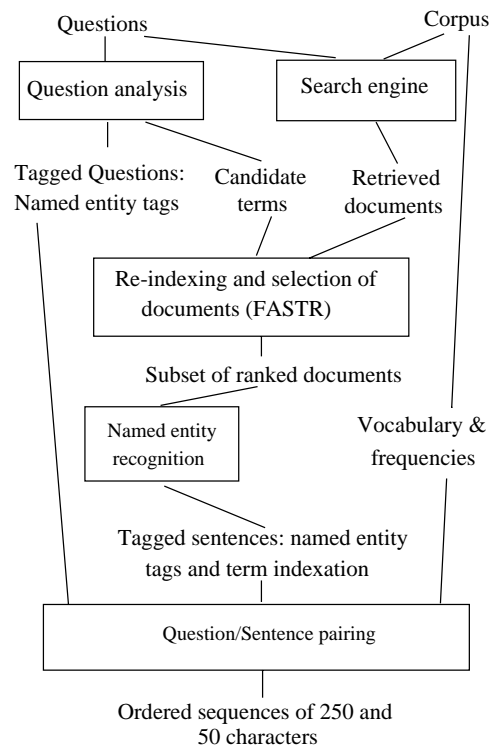 Questions
Corpus
Question analysis
Search engine
Tagged Questions:
Named entity tags
Candidate
terms
Retrieved
documents
Re-indexing and selection of
documents (FASTR)
Subset of ranked documents
Named entity
recognition
Vocabulary &
frequencies
Tagged sentences: named entity
tags and term indexation
Question/Sentence pairing
Ordered sequences of 250 and
50 characters